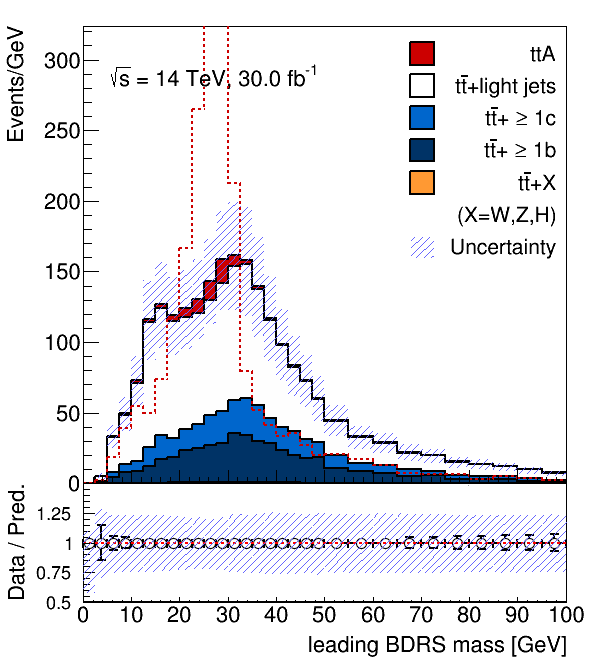 Events/GeV
300
250
200
150
100
50
0
√s = 14 TeV, 30.0 fb⁻¹
ttA
tt̄+light jets
tt̄+ ≥ 1c
tt̄+ ≥ 1b
tt̄+X
(X=W,Z,H)
Uncertainty
Data / Pred.
1.25
1
0.75
0.5
0 10 20 30 40 50 60 70 80 90 100
leading BDRS mass [GeV]